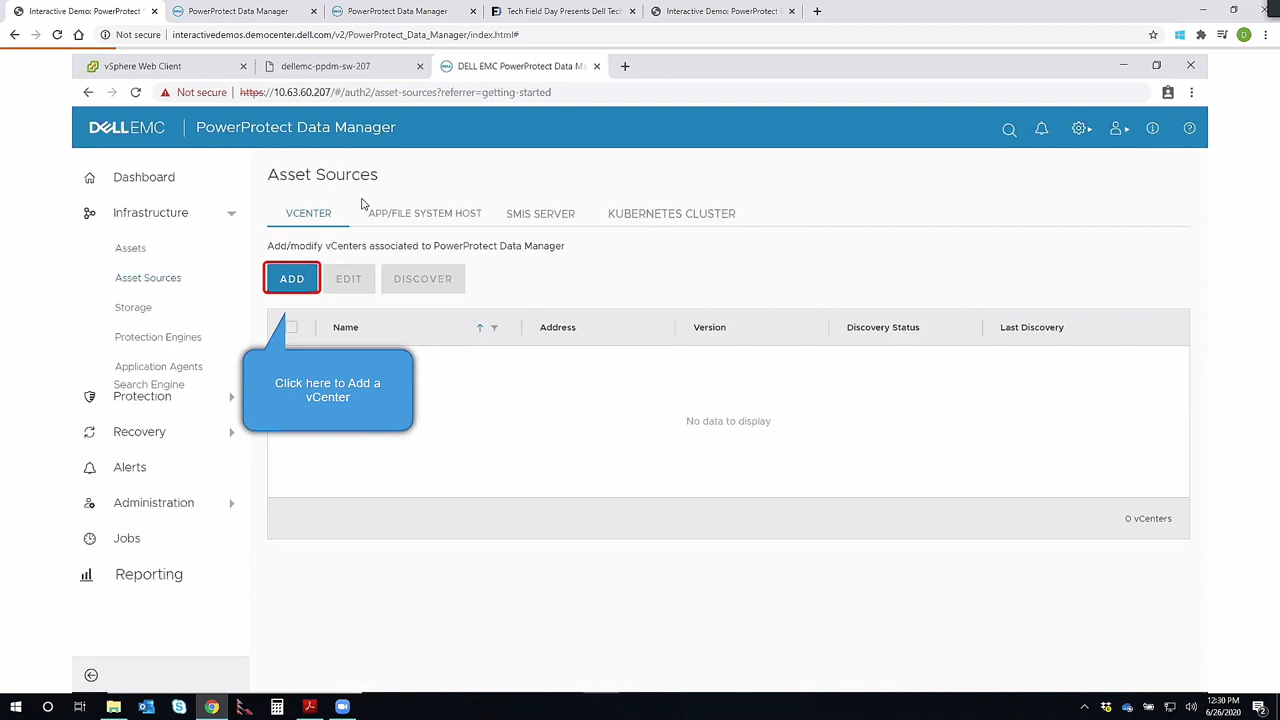 Interactive Demo: PowerProtect D
PowerProtect Data Manager
PowerProtect Data Manager
Tech Field Day Presents Dell Tech
Interactive Demo: PowerProtect D
Not secure
interactivedemos.democenter.dell.com/v2/PowerProtect_Data_Manager/index.html#
D
vSphere Web Client
dellemc-ppdm-sw-207
DELL EMC PowerProtect Data Ma
Not secure
https://10.63.60.207/#/auth2/asset-sources?referrer=getting-started
DELLEMC
PowerProtect Data Manager
Dashboard
Infrastructure
Assets
Asset Sources
Storage
Protection Engines
Application Agents
Search Engine
Protection
Recovery
Alerts
Administration
Jobs
Reporting
Asset Sources
VCENTER
APP/FILE SYSTEM HOST
SMIS SERVER
KUBERNETES CLUSTER
Add/modify vCenters associated to PowerProtect Data Manager
ADD
EDIT
DISCOVER
Name
Address
Version
Discovery Status
Last Discovery
Click here to Add a
vCenter
No data to display
0 vCenters
12:30 PM
6/26/2020